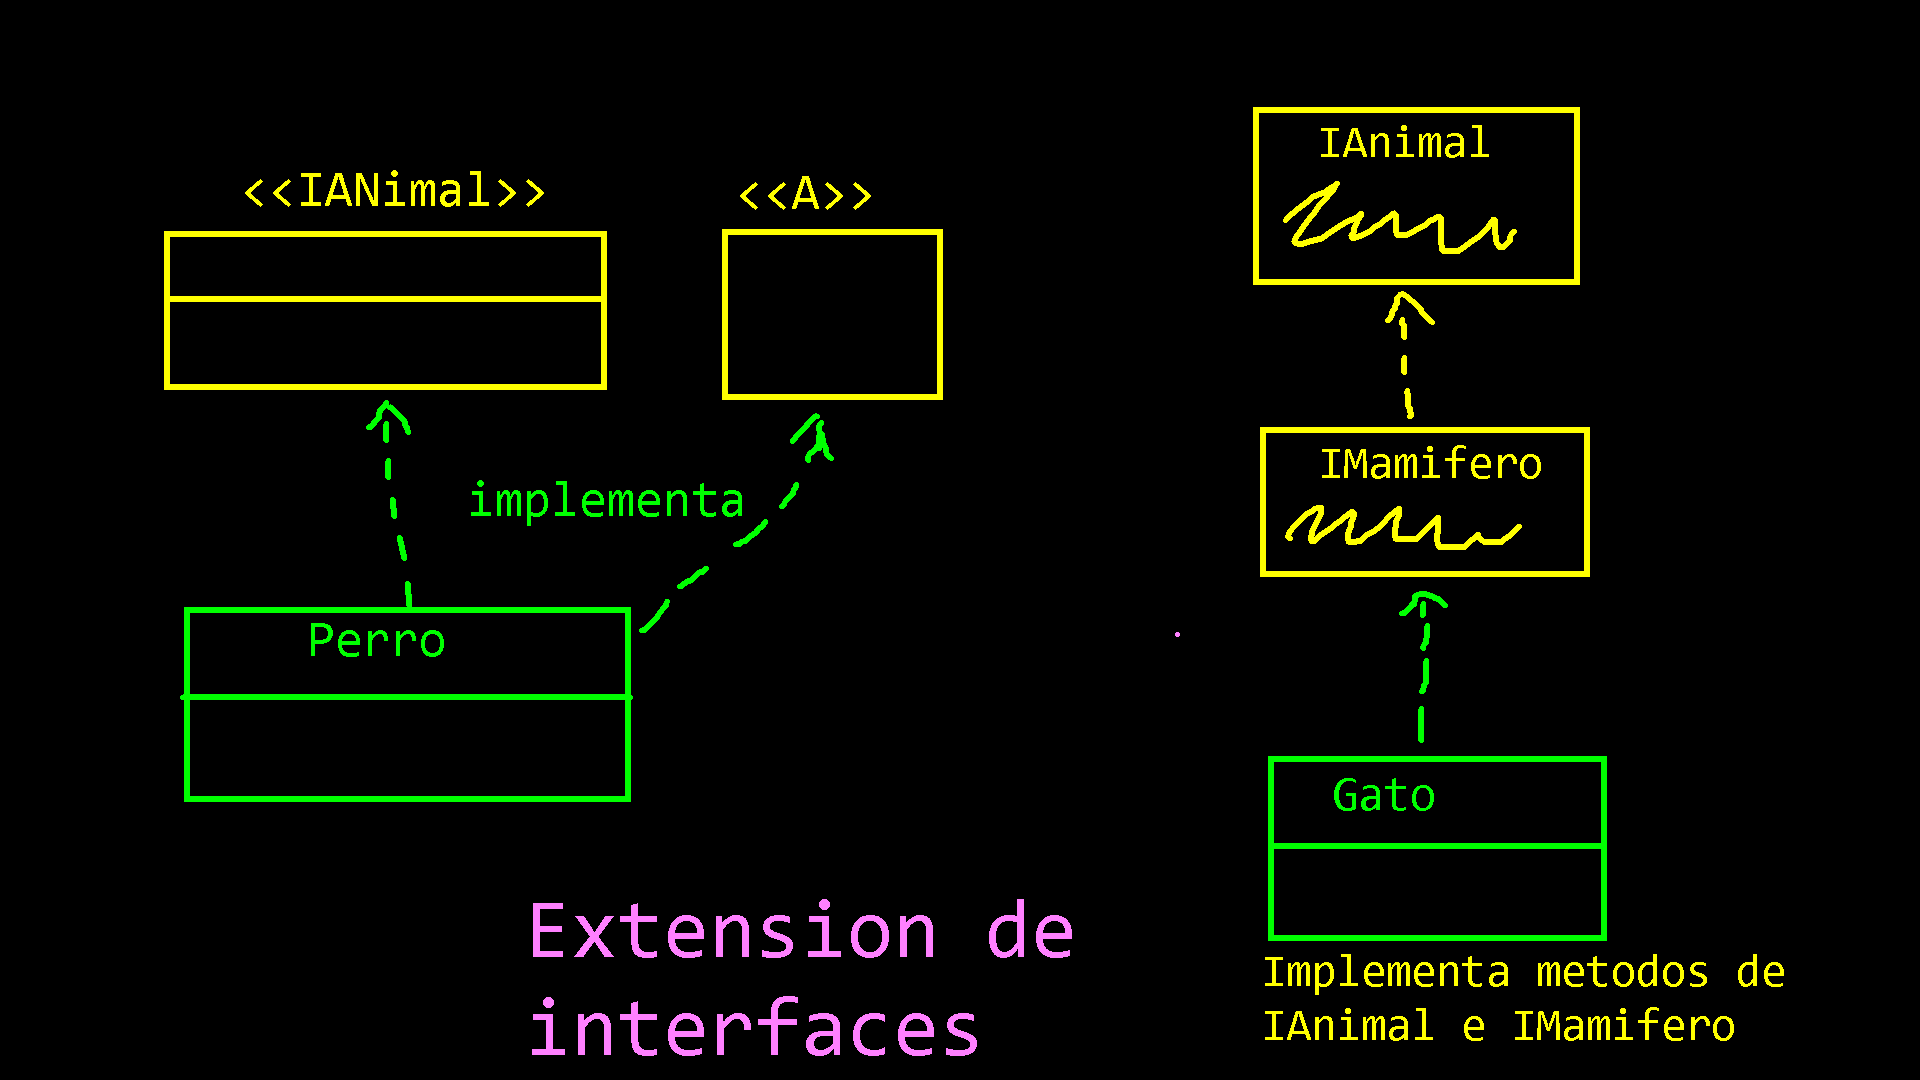 <<IANimal>>
<<A>>
implementa
Perro
IAnimal
IMamifero
Gato
Implementa metodos de
IAnimal e IMamifero
Extension de
interfaces